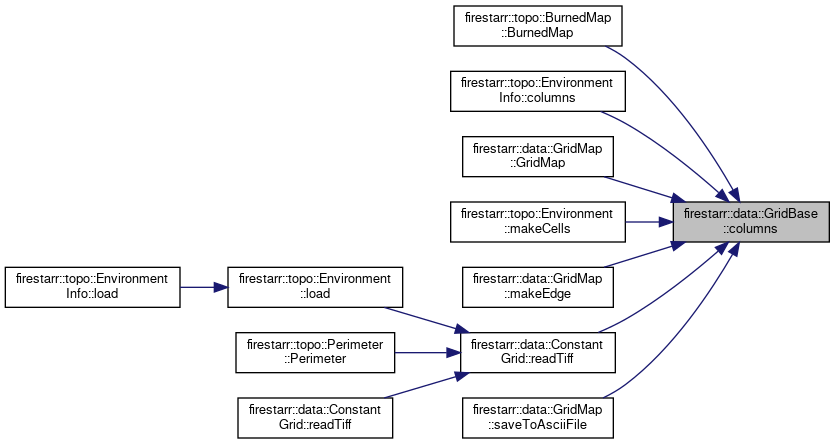 firestarr::topo::BurnedMap
::BurnedMap
firestarr::topo::Environment
Info::columns
firestarr::data::GridMap
::GridMap
firestarr::data::GridBase
::columns
firestarr::topo::Environment
::makeCells
firestarr::topo::Environment
Info::load
firestarr::topo::Environment
::load
firestarr::data::GridMap
::makeEdge
firestarr::topo::Perimeter
::Perimeter
firestarr::data::Constant
Grid::readTiff
firestarr::data::Constant
Grid::readTiff
firestarr::data::GridMap
::saveToAsciiFile